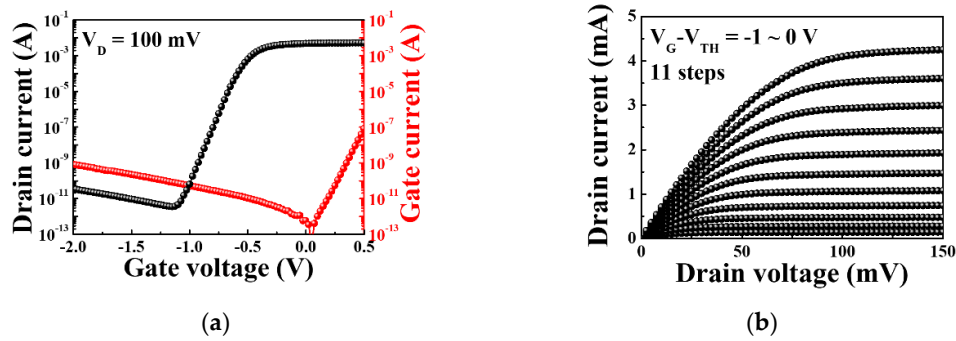 10⁻¹
10⁻³
10⁻⁵
10⁻⁷
10⁻⁹
10⁻¹¹
10⁻¹³
Drain current (A)
V_D = 100 mV
10⁻¹
10⁻³
10⁻⁵
10⁻⁷
10⁻⁹
10⁻¹¹
10⁻¹³
Gate current (A)
-2.0 -1.5 -1.0 -0.5 0.0 0.5
Gate voltage (V)
(a)
5
4
3
2
1
0
Drain current (mA)
V_G-V_TH = -1 ~ 0 V
11 steps
0 50 100 150
Drain voltage (mV)
(b)